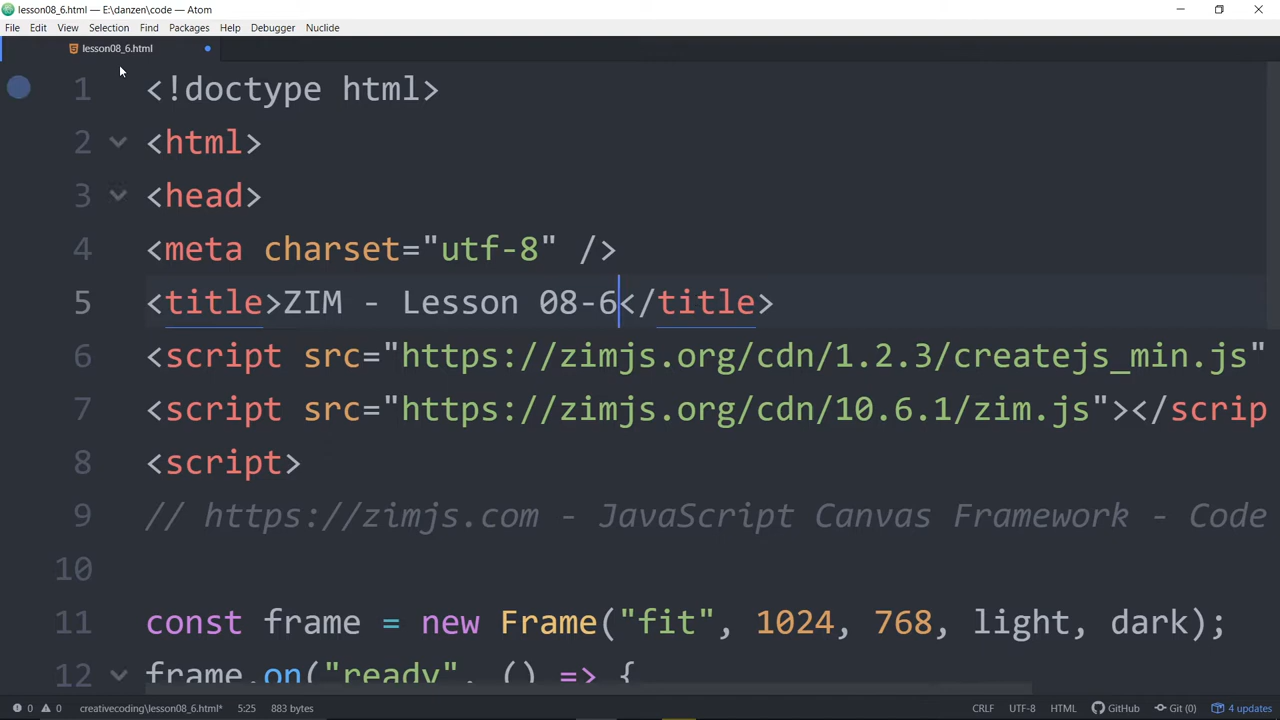 lesson08_6.html — E:\danzen\code — Atom
File Edit View Selection Find Packages Help Debugger Nuclide
lesson08_6.html
1 <!doctype html>
2 <html>
3 <head>
4 <meta charset="utf-8" />
5 <title>ZIM - Lesson 08-6</title>
6 <script src="https://zimjs.org/cdn/1.2.3/createjs_min.js"
7 <script src="https://zimjs.org/cdn/10.6.1/zim.js"></scrip
8 <script>
9 // https://zimjs.com - JavaScript Canvas Framework - Code
10
11 const frame = new Frame("fit", 1024, 768, light, dark);
12 frame.on("ready", () => {
0 0 creativecoding\lesson08_6.html* 5:25 883 bytes CRLF UTF-8 HTML GitHub Git (0) 4 updates